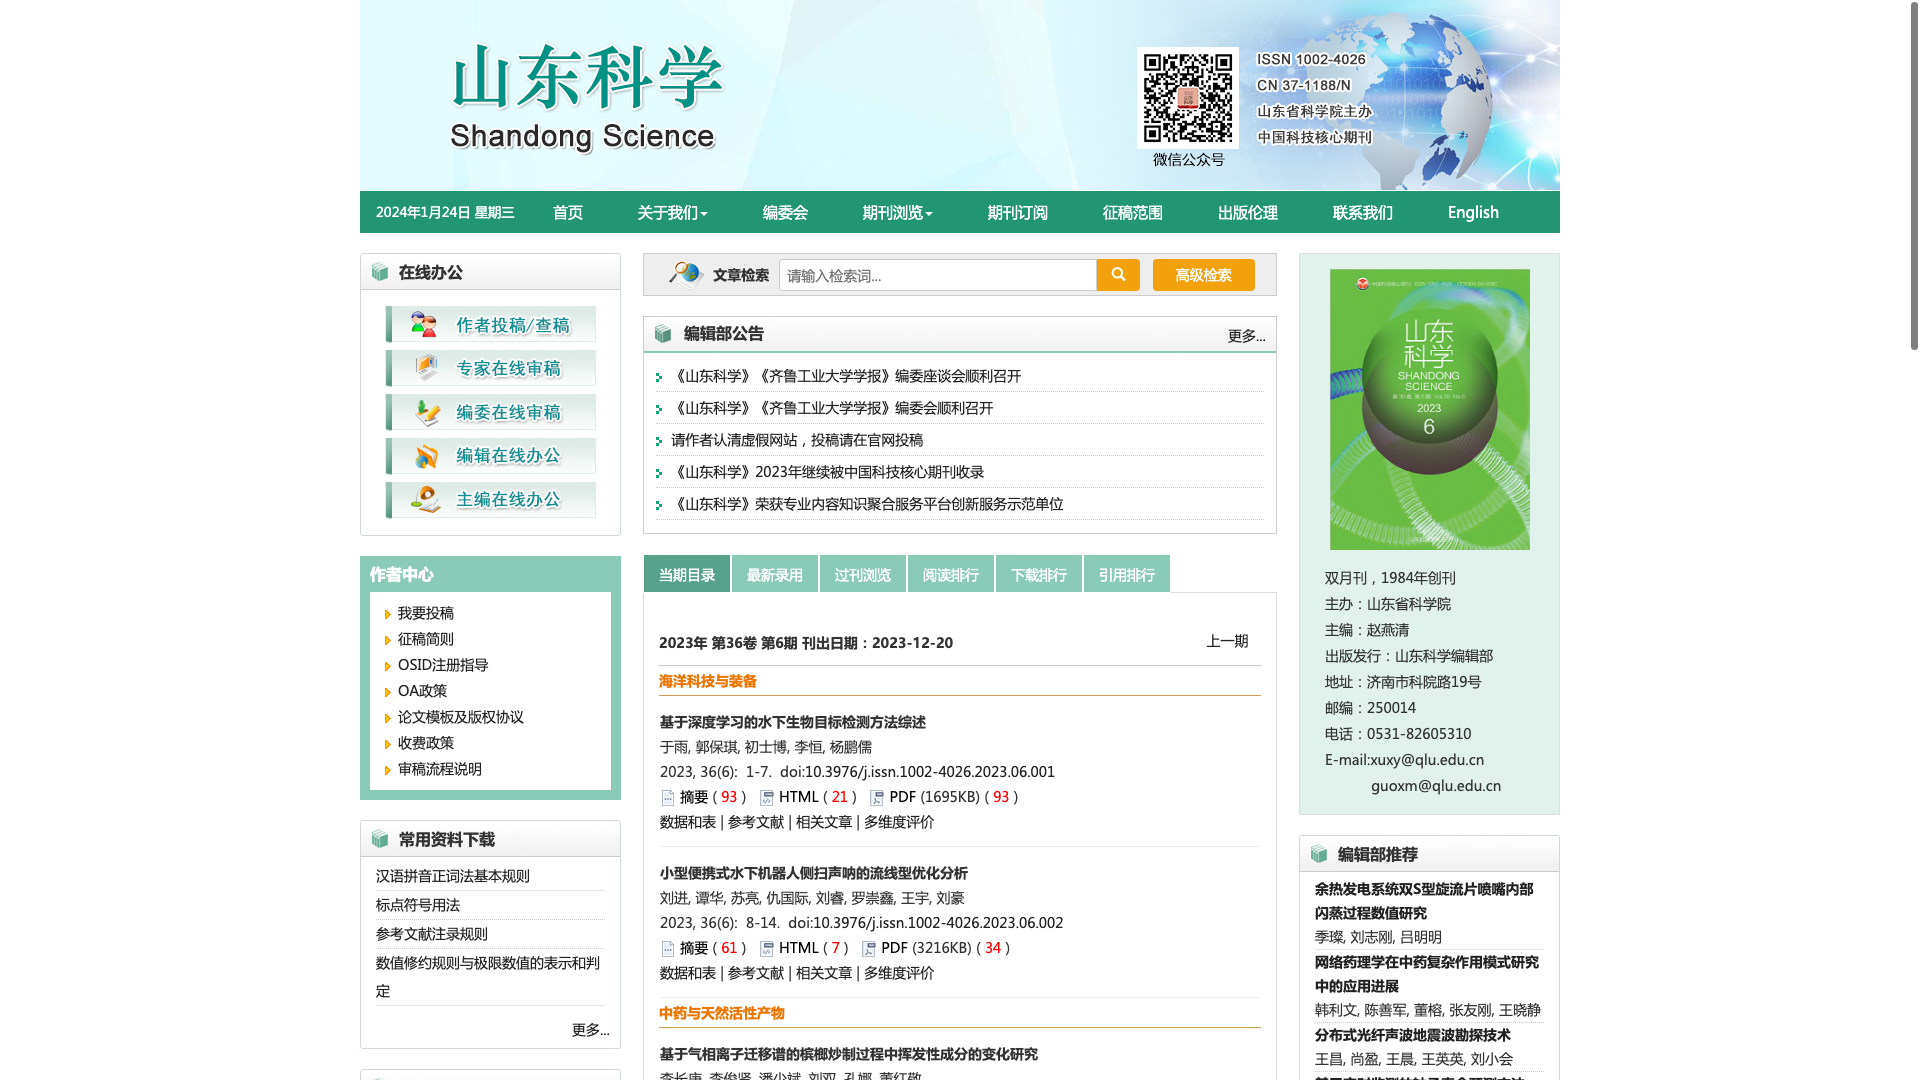 山东科学
Shandong Science
微信公众号
ISSN 1002-4026
CN 37-1188/N
山东省科学院主办
中国科技核心期刊
2024年1月24日 星期三
首页
关于我们
编委会
期刊浏览
期刊订阅
征稿范围
出版伦理
联系我们
English
在线办公
作者投稿/查稿
专家在线审稿
编委在线审稿
编辑在线办公
主编在线办公
作者中心
我要投稿
征稿简则
OSID注册指导
OA政策
论文模板及版权协议
收费政策
审稿流程说明
常用资料下载
汉语拼音正词法基本规则
标点符号用法
参考文献注录规则
数值修约规则与极限数值的表示和判
定
更多...
文章检索
请输入检索词...
高级检索
编辑部公告
更多...
《山东科学》《齐鲁工业大学学报》编委座谈会顺利召开
《山东科学》《齐鲁工业大学学报》编委会顺利召开
请作者认清虚假网站，投稿请在官网投稿
《山东科学》2023年继续被中国科技核心期刊收录
《山东科学》荣获专业内容知识聚合服务平台创新服务示范单位
当期目录
最新录用
过刊浏览
阅读排行
下载排行
引用排行
2023年 第36卷 第6期 刊出日期：2023-12-20
上一期
海洋科技与装备
基于深度学习的水下生物目标检测方法综述
于雨, 郭保琪, 初士博, 李恒, 杨鹏儒
2023, 36(6): 1-7. doi:10.3976/j.issn.1002-4026.2023.06.001
摘要 ( 93 ) HTML ( 21 ) PDF (1695KB) ( 93 )
数据和表 | 参考文献 | 相关文章 | 多维度评价
小型便携式水下机器人侧扫声呐的流线型优化分析
刘进, 谭华, 苏亮, 仇国际, 刘睿, 罗崇鑫, 王宇, 刘豪
2023, 36(6): 8-14. doi:10.3976/j.issn.1002-4026.2023.06.002
摘要 ( 61 ) HTML ( 7 ) PDF (3216KB) ( 34 )
数据和表 | 参考文献 | 相关文章 | 多维度评价
中药与天然活性产物
基于气相离子迁移谱的槟榔炒制过程中挥发性成分的变化研究
李长庚, 李俊贤, 潘少斌, 刘双, 孔娜, 黄红敬
山东
科学
SHANDONG
SCIENCE
2023
6
双月刊，1984年创刊
主办：山东省科学院
主编：赵燕清
出版发行：山东科学编辑部
地址：济南市科院路19号
邮编：250014
电话：0531-82605310
E-mail:xuxy@qlu.edu.cn
guoxm@qlu.edu.cn
编辑部推荐
余热发电系统双S型旋流片喷嘴内部
闪蒸过程数值研究
季璨, 刘志刚, 吕明明
网络药理学在中药复杂作用模式研究
中的应用进展
韩利文, 陈善军, 董榕, 张友刚, 王晓静
分布式光纤声波地震波勘探技术
王昌, 尚盈, 王晨, 王英英, 刘小会